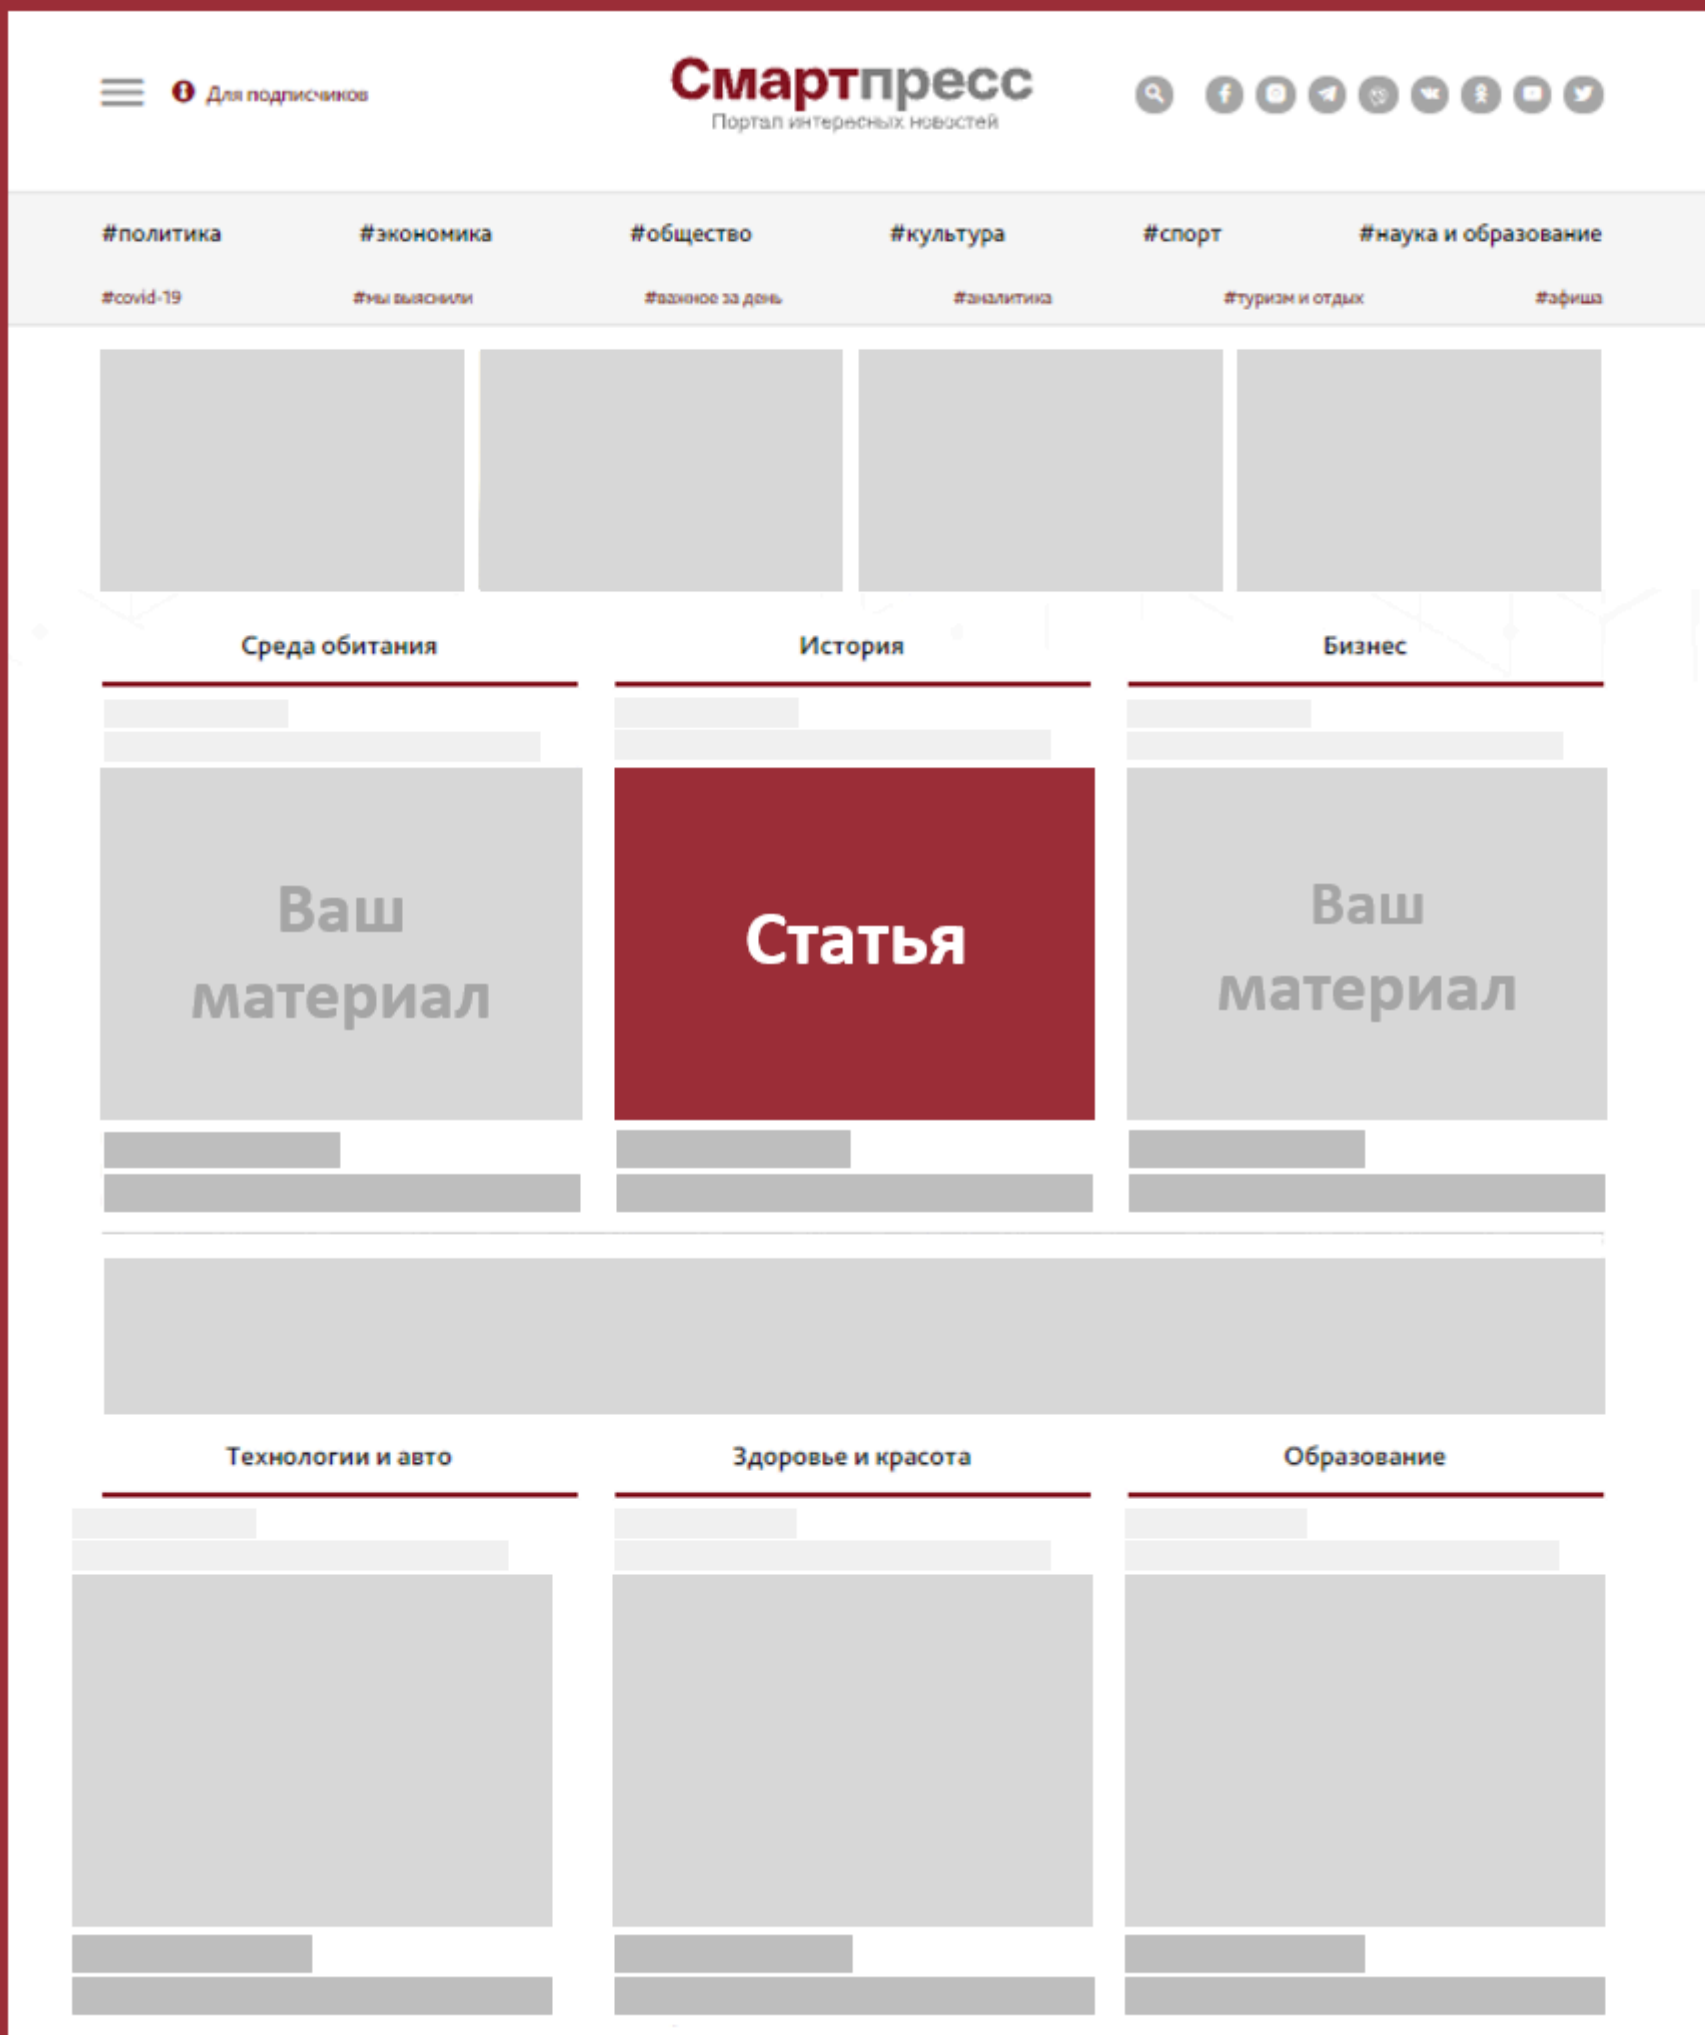 Для подписчиков
Смартпресс
Портал интересных новостей
#политика #экономика #общество #культура #спорт #наука и образование
#covid-19 #мы выяснили #важное за день #аналитика #туризм и отдых #афиша
Среда обитания История Бизнес
Ваш
материал
Статья
Ваш
материал
Технологии и авто Здоровье и красота Образование